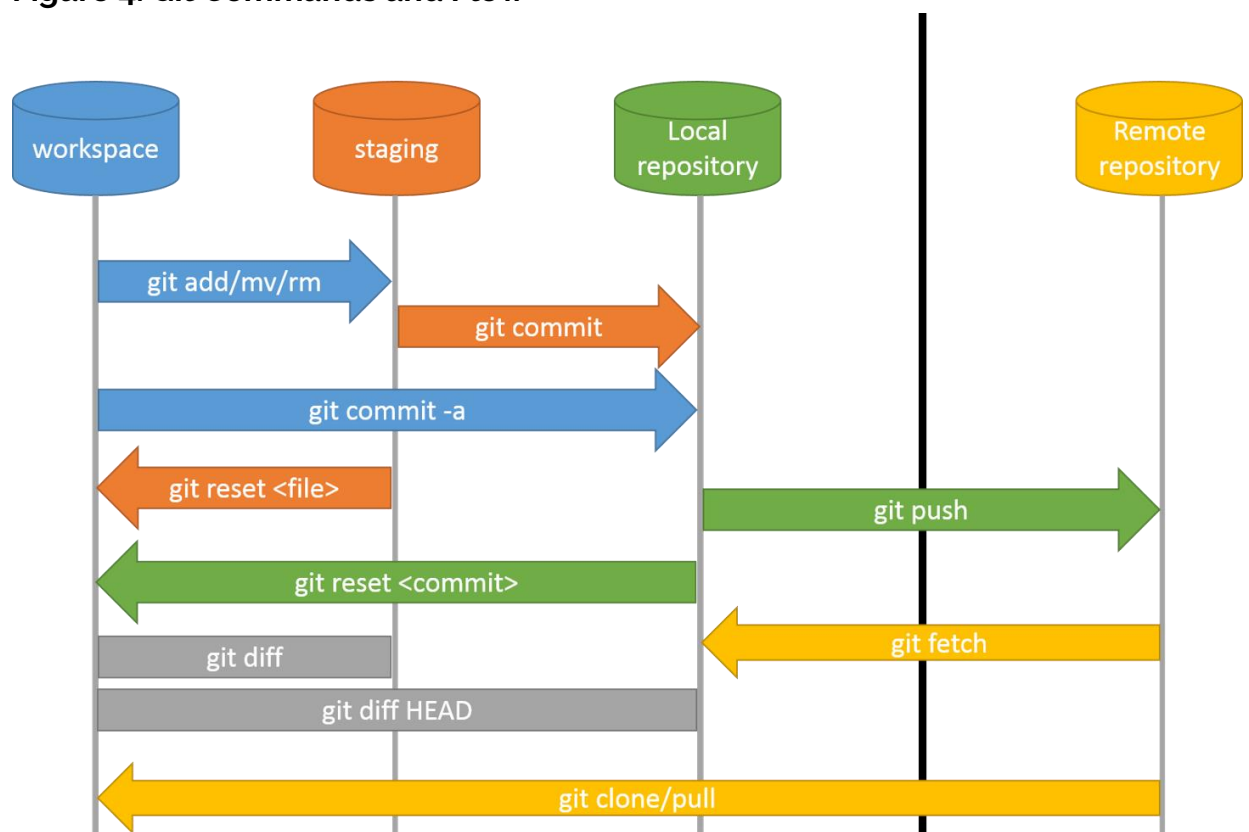 workspace
staging
Local
repository
Remote
repository
git add/mv/rm
git commit
git commit -a
git reset <file>
git push
git reset <commit>
git fetch
git diff
git diff HEAD
git clone/pull